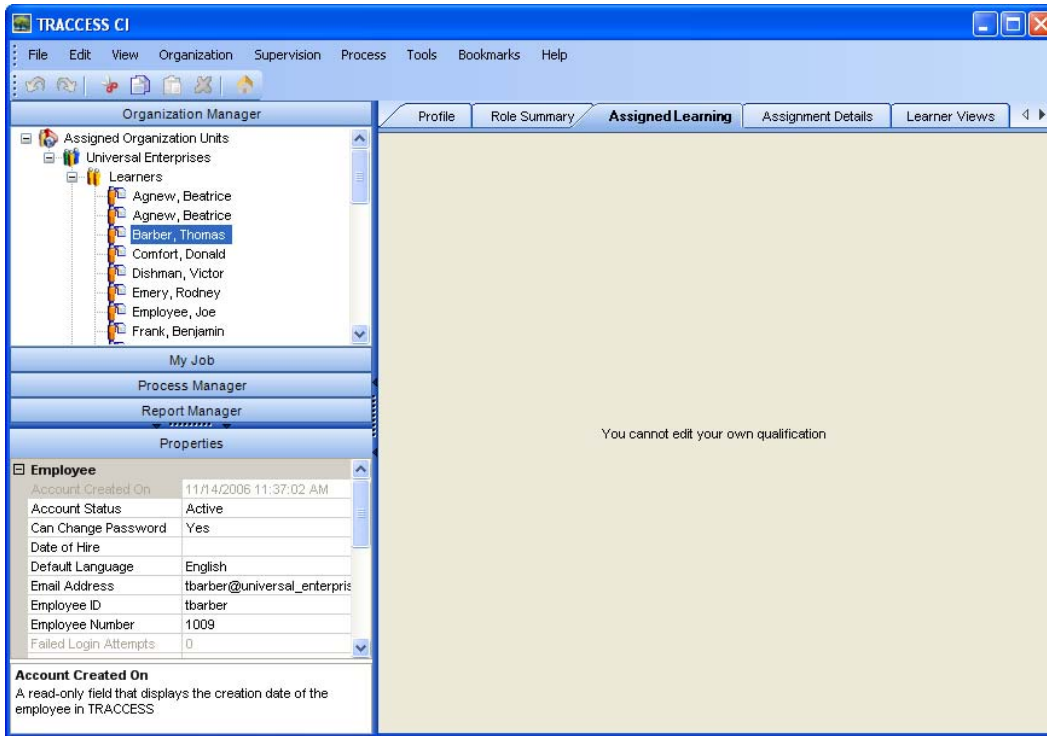 TRACCESS CI
File Edit View Organization Supervision Process Tools Bookmarks Help
Organization Manager
Assigned Organization Units
Universal Enterprises
Learners
Agnew, Beatrice
Agnew, Beatrice
Barber, Thomas
Comfort, Donald
Dishman, Victor
Emery, Rodney
Employee, Joe
Frank, Benjamin
My Job
Process Manager
Report Manager
Properties
Employee
Account Created On 11/14/2006 11:37:02 AM
Account Status Active
Can Change Password Yes
Date of Hire
Default Language English
Email Address tbarber@universal_enterpris
Employee ID tbarber
Employee Number 1009
Failed Login Attempts 0
Account Created On
A read-only field that displays the creation date of the
employee in TRACCESS
Profile Role Summary Assigned Learning Assignment Details Learner Views
You cannot edit your own qualification